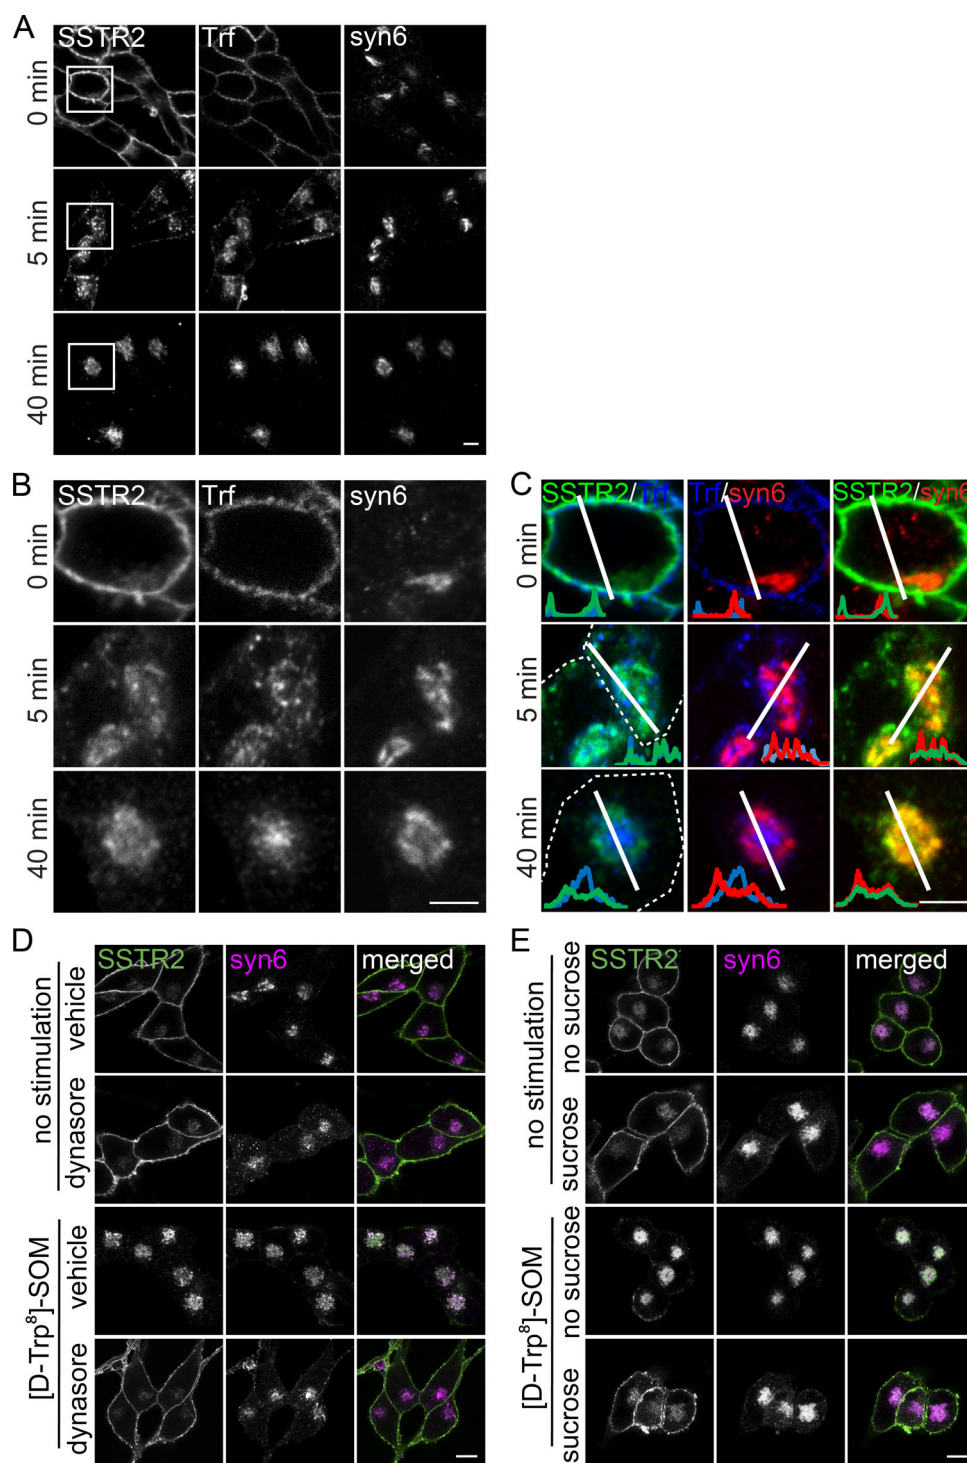 A
SSTR2 Trf syn6
0 min
5 min
40 min
B
SSTR2 Trf syn6
0 min
5 min
40 min
C
SSTR2/Trf Trf/syn6 SSTR2/syn6
0 min
5 min
40 min
D
SSTR2 syn6 merged
no stimulation
vehicle
dynasore
[D-Trp⁸]-SOM
vehicle
dynasore
E
SSTR2 syn6 merged
no stimulation
no sucrose
sucrose
[D-Trp⁸]-SOM
no sucrose
sucrose